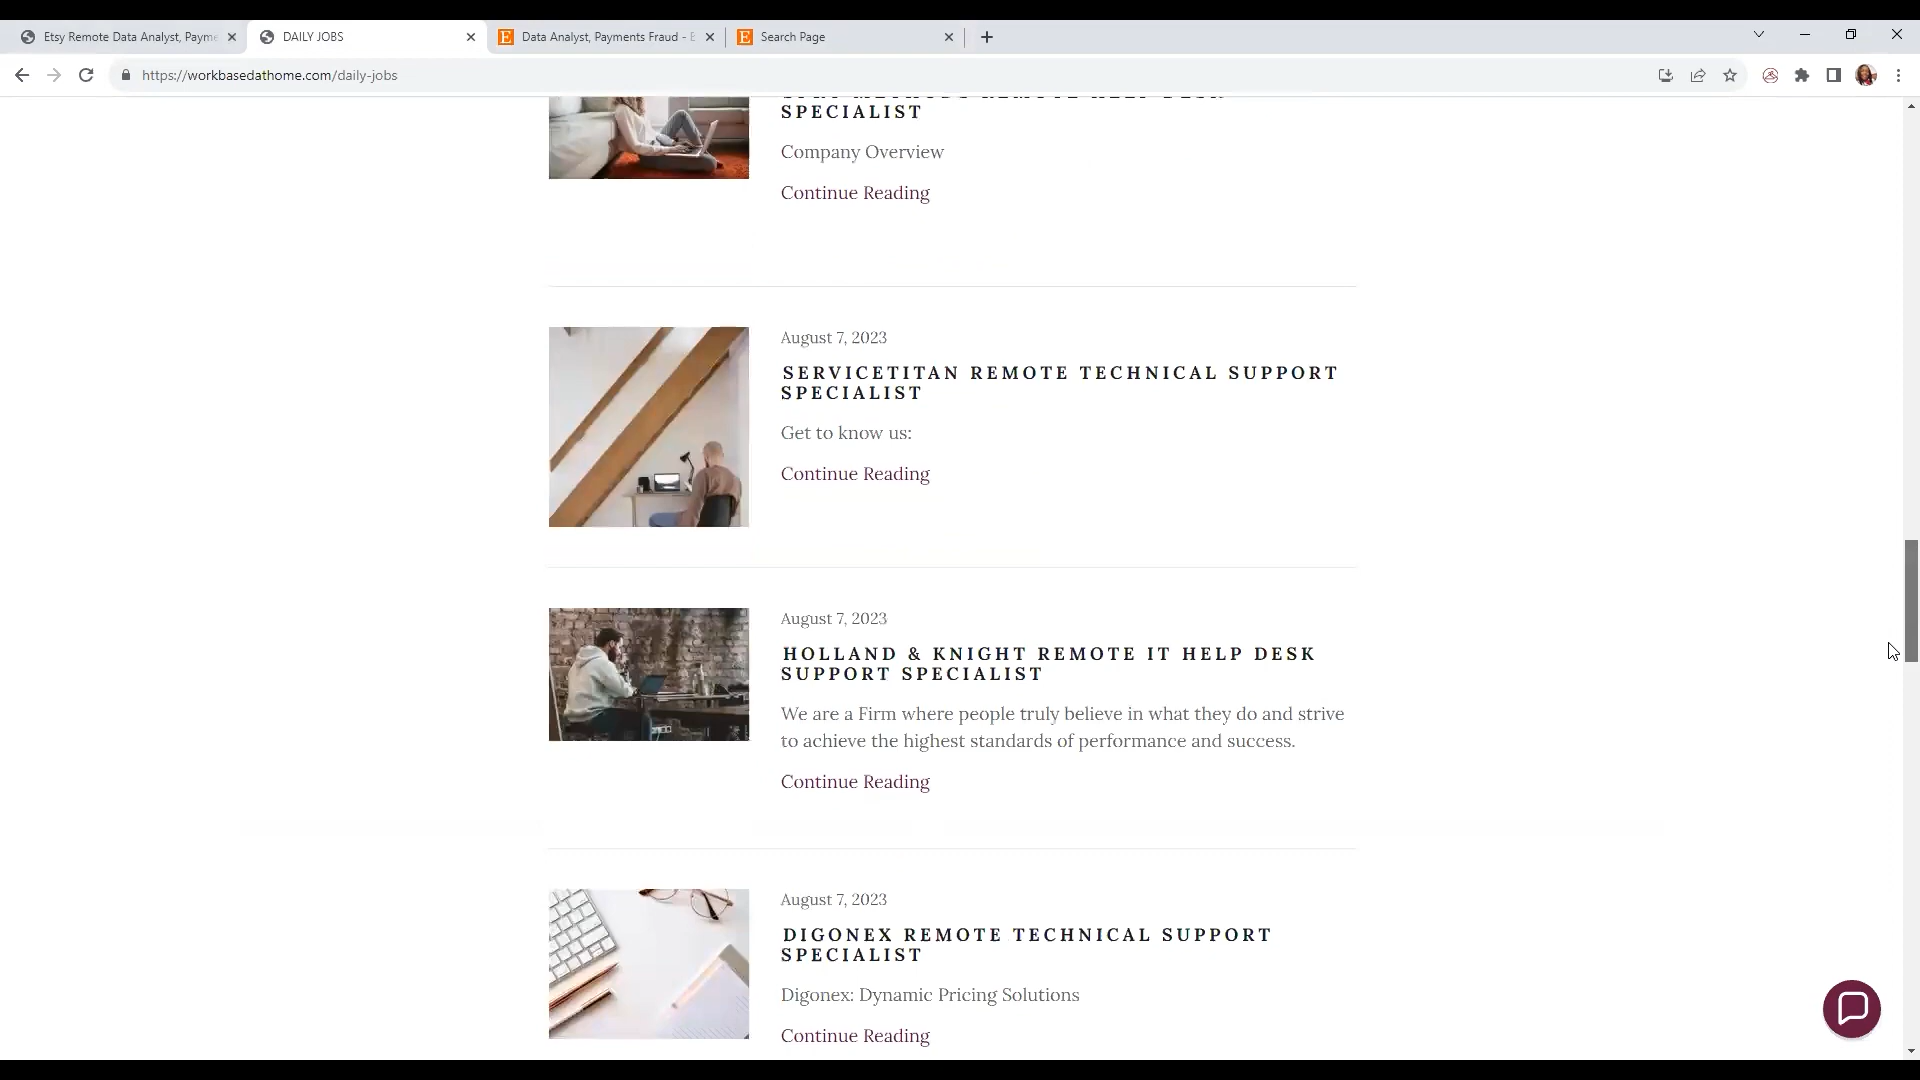 Etsy Remote Data Analyst, Payme
DAILY JOBS
Data Analyst, Payments Fraud - E
Search Page
https://workbasedathome.com/daily-jobs
SPECIALIST
Company Overview
Continue Reading
August 7, 2023
SERVICETITAN REMOTE TECHNICAL SUPPORT
SPECIALIST
Get to know us:
Continue Reading
August 7, 2023
HOLLAND & KNIGHT REMOTE IT HELP DESK
SUPPORT SPECIALIST
We are a Firm where people truly believe in what they do and strive
to achieve the highest standards of performance and success.
Continue Reading
August 7, 2023
DIGONEX REMOTE TECHNICAL SUPPORT
SPECIALIST
Digonex: Dynamic Pricing Solutions
Continue Reading